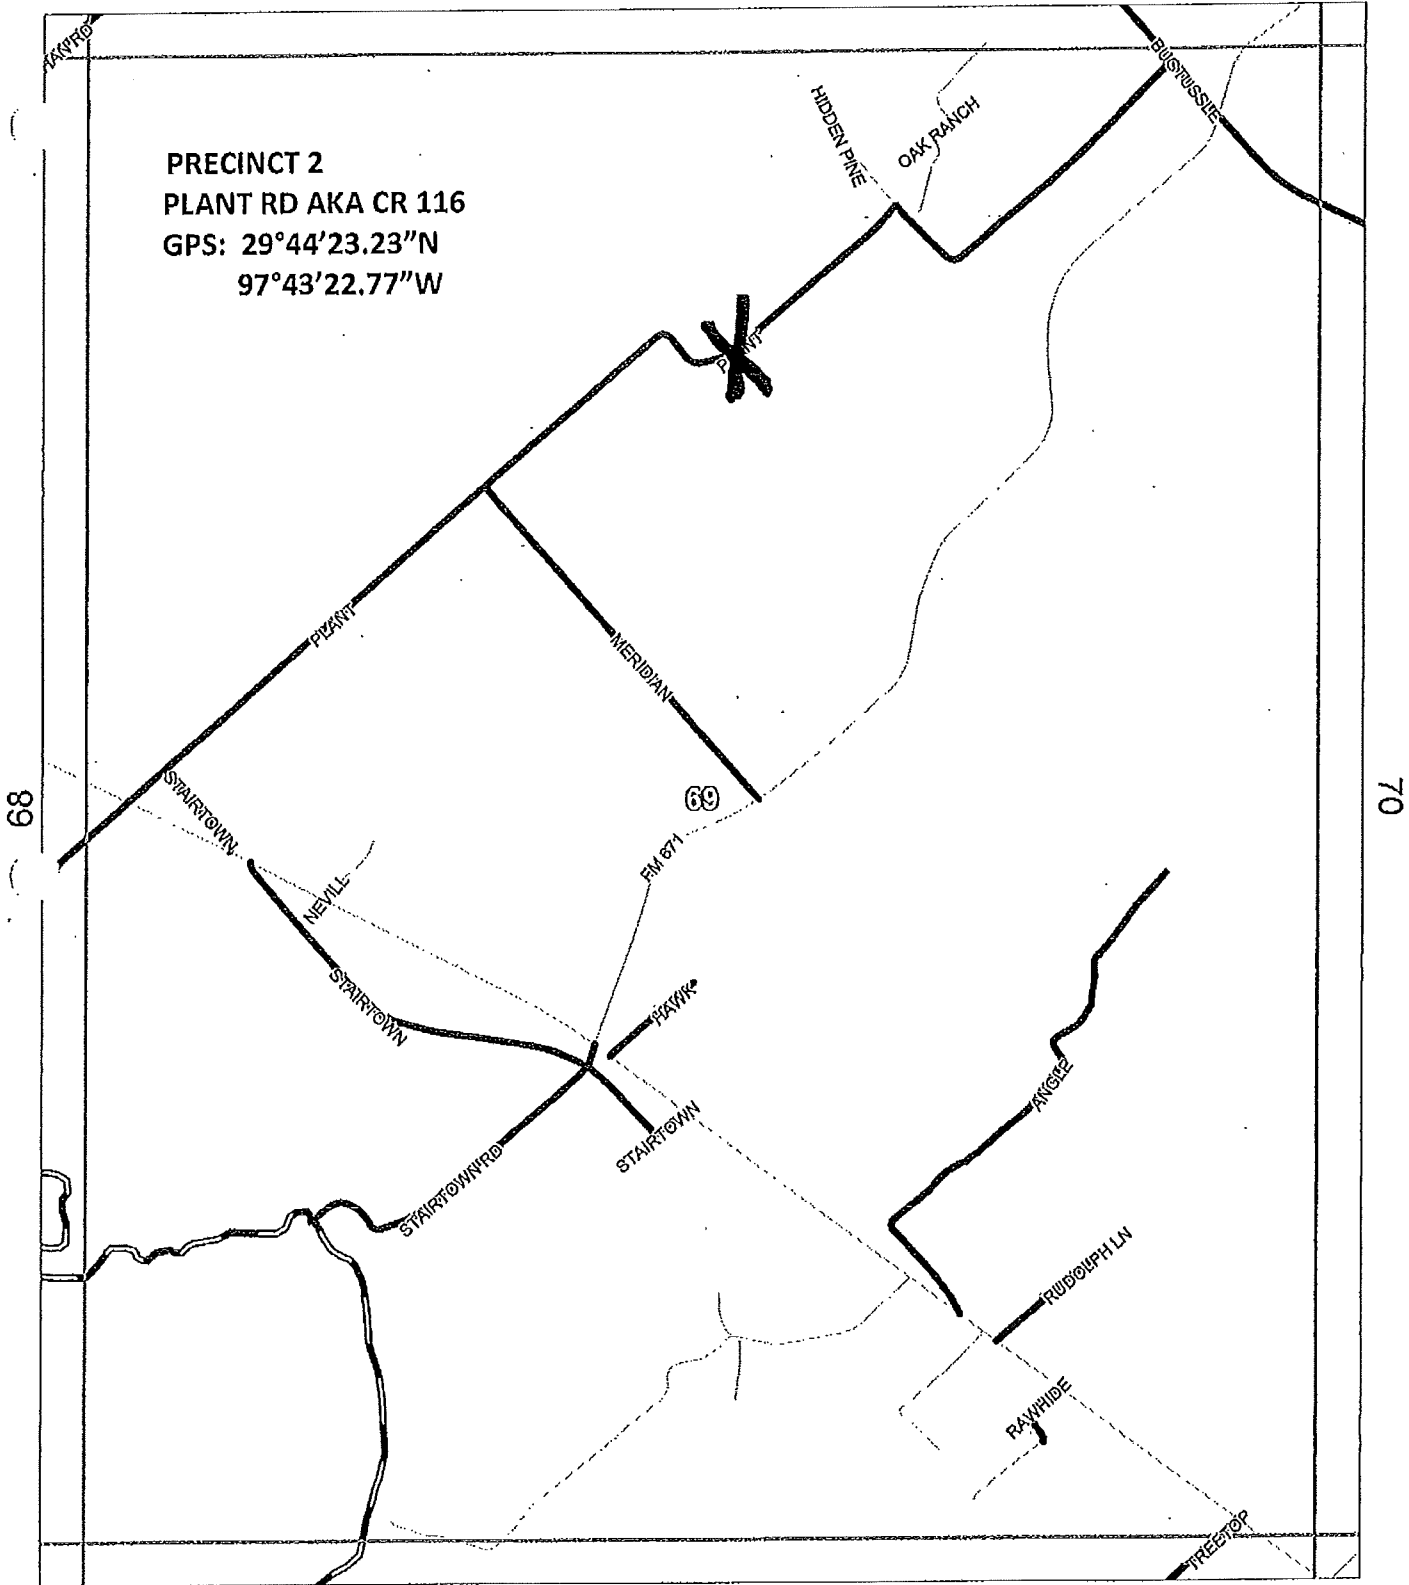 PRECINCT 2
PLANT RD AKA CR 116
GPS: 29°44'23.23"N
97°43'22.77"W
BUGTUSSLE
HIDDEN PINE
OAK RANCH
PLANT
MERIDIAN
STAIRTOWN
68
69
70
FM 671
NEVILL
STAIRTOWN
HAWK
STAIRTOWN
ANGLE
STAIRTOWN RD
RUDOLPH LN
RAWHIDE
TREETOP